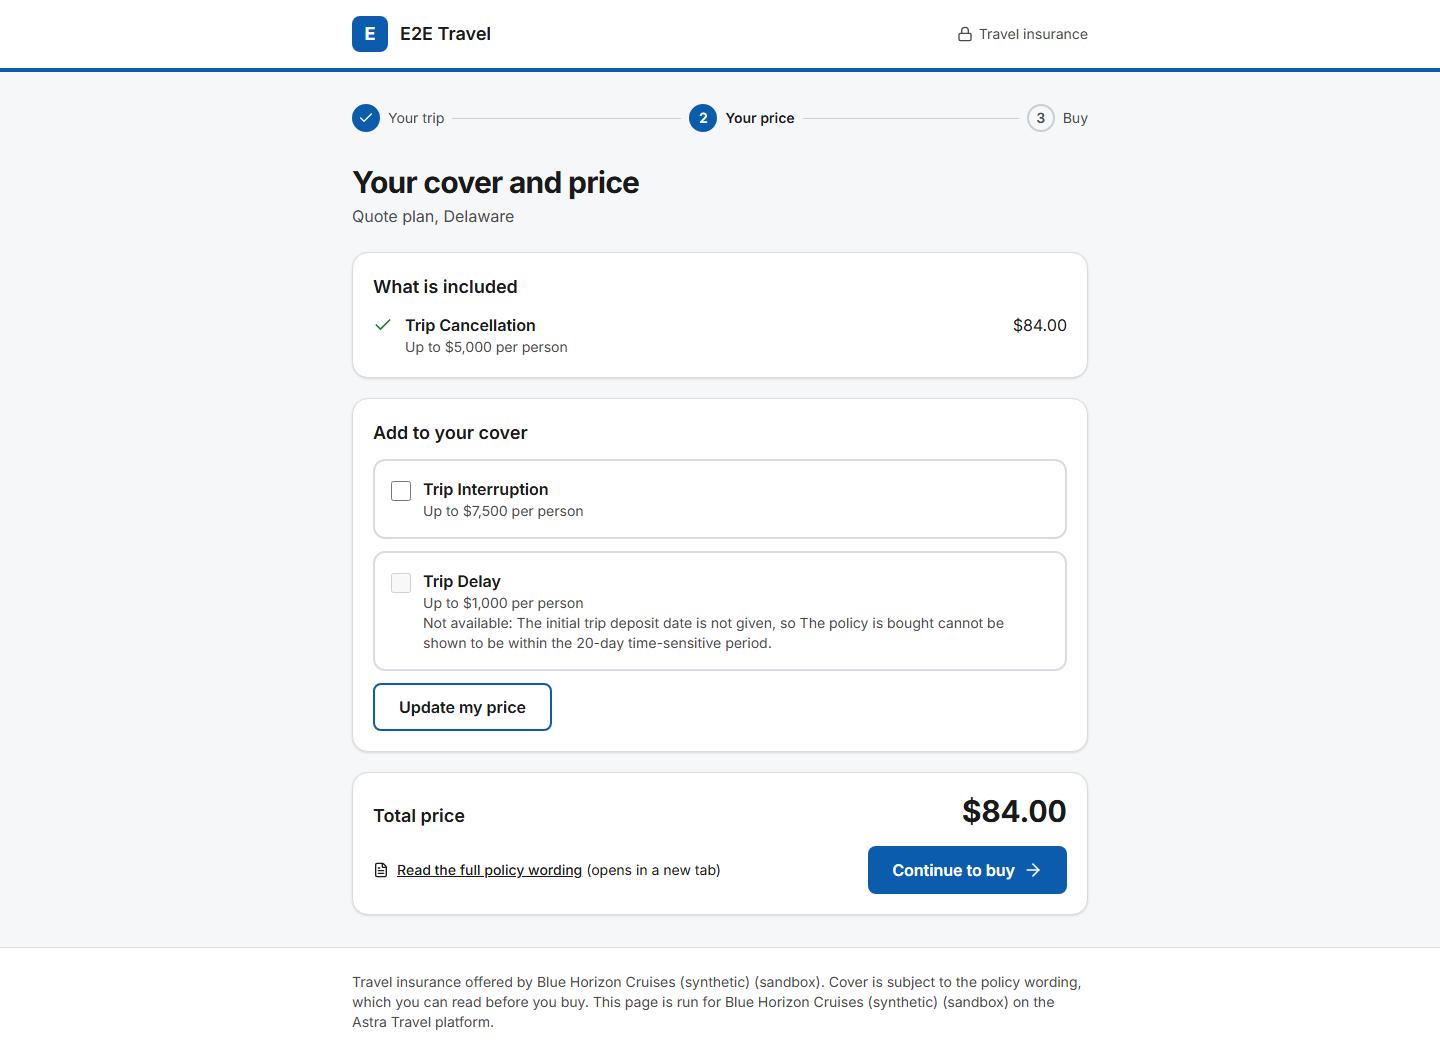 E E2E Travel
Travel insurance
Your trip
2 Your price
3 Buy
Your cover and price
Quote plan, Delaware
What is included
Trip Cancellation $84.00
Up to $5,000 per person
Add to your cover
Trip Interruption
Up to $7,500 per person
Trip Delay
Up to $1,000 per person
Not available: The initial trip deposit date is not given, so The policy is bought cannot be
shown to be within the 20-day time-sensitive period.
Update my price
Total price $84.00
Read the full policy wording (opens in a new tab)
Continue to buy
Travel insurance offered by Blue Horizon Cruises (synthetic) (sandbox). Cover is subject to the policy wording,
which you can read before you buy. This page is run for Blue Horizon Cruises (synthetic) (sandbox) on the
Astra Travel platform.